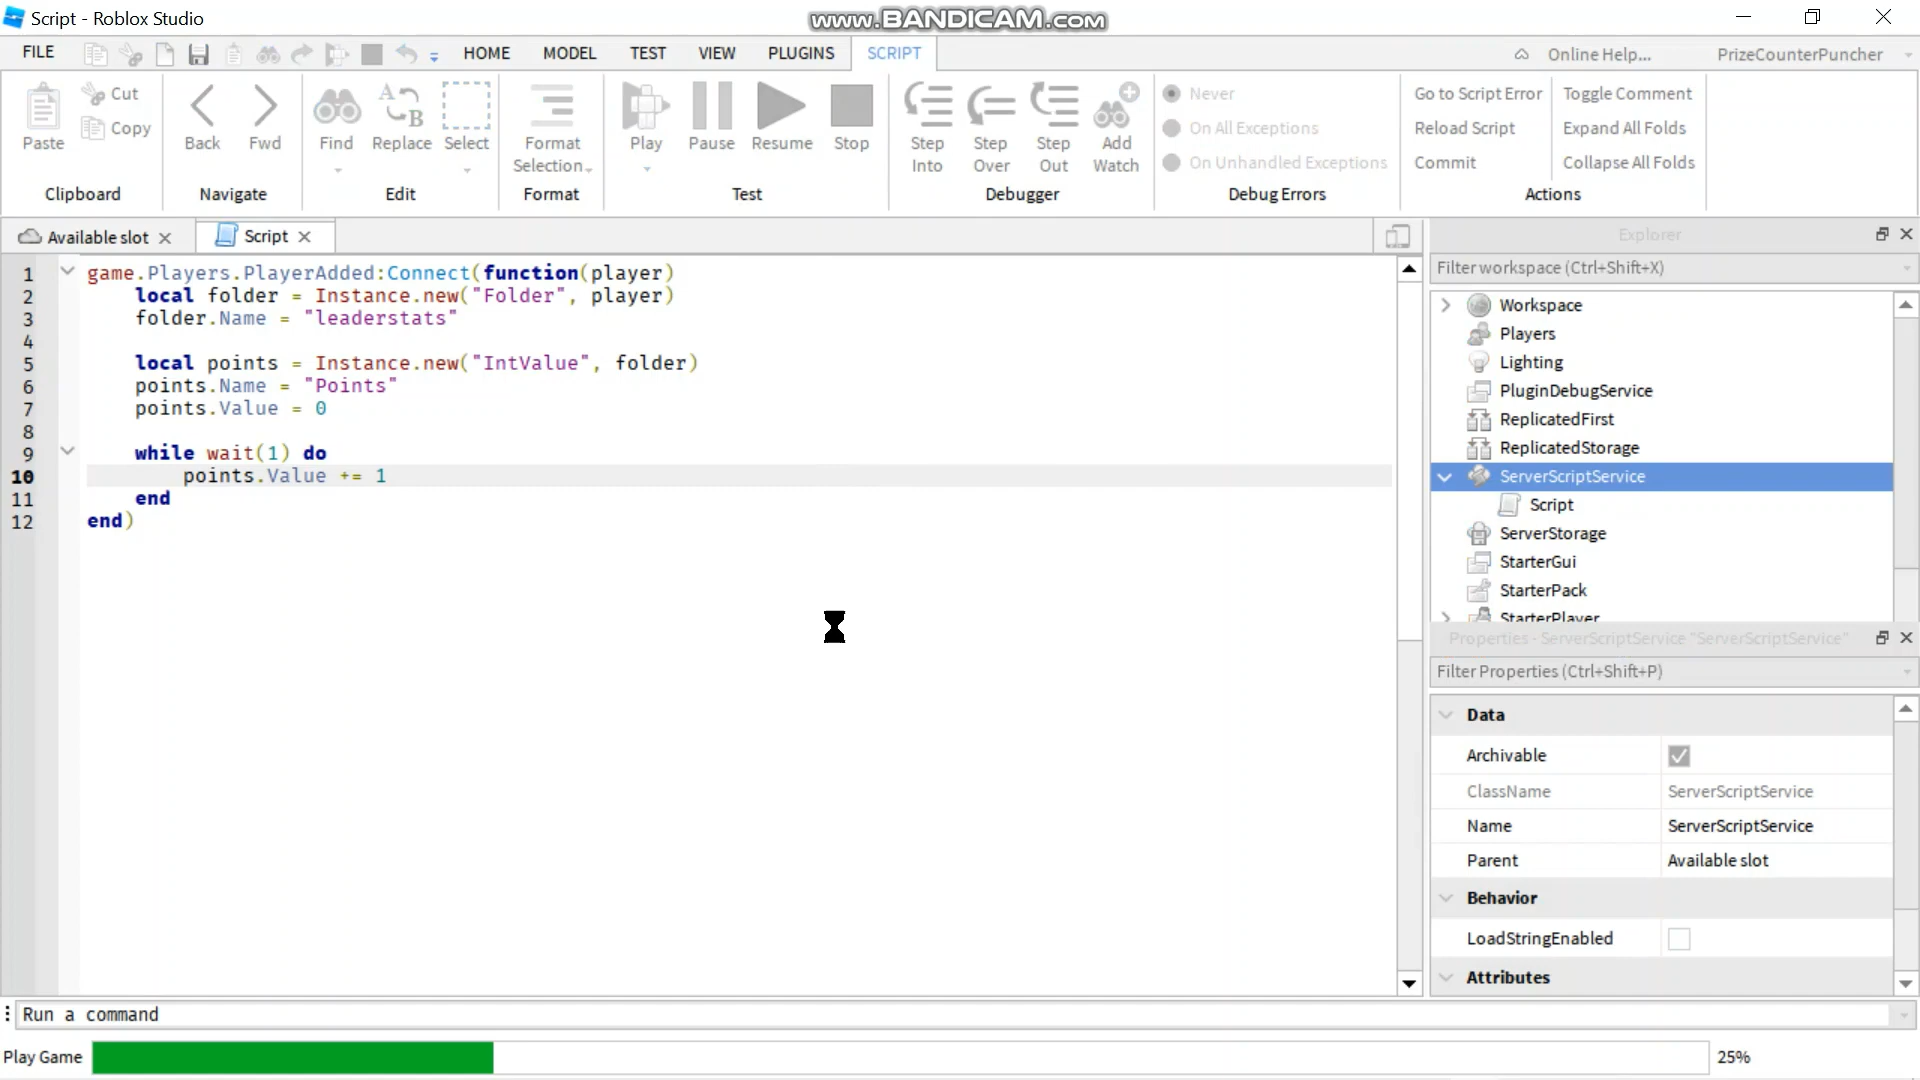 Script - Roblox Studio
www.BANDICAM.com
FILE HOME MODEL TEST VIEW PLUGINS SCRIPT Online Help... PrizeCounterPuncher
Paste
Cut
Copy
Clipboard
Back
Fwd
Navigate
Find
Replace
Select
Edit
Format
Selection
Format
Play
Pause
Resume
Stop
Test
Step
Into
Step
Over
Step
Out
Add
Watch
Debugger
Never
On All Exceptions
On Unhandled Exceptions
Debug Errors
Go to Script Error
Reload Script
Commit
Toggle Comment
Expand All Folds
Collapse All Folds
Actions
Available slot
Script
1 game.Players.PlayerAdded:Connect(function(player)
2 local folder = Instance.new("Folder", player)
3 folder.Name = "leaderstats"
4
5 local points = Instance.new("IntValue", folder)
6 points.Name = "Points"
7 points.Value = 0
8
9 while wait(1) do
10 points.Value += 1
11 end
12 end)
Explorer
Filter workspace (Ctrl+Shift+X)
Workspace
Players
Lighting
PluginDebugService
ReplicatedFirst
ReplicatedStorage
ServerScriptService
Script
ServerStorage
StarterGui
StarterPack
StarterPlayer
Properties - ServerScriptService "ServerScriptService"
Filter Properties (Ctrl+Shift+P)
Data
Archivable
ClassName ServerScriptService
Name ServerScriptService
Parent Available slot
Behavior
LoadStringEnabled
Attributes
Run a command
Play Game 25%